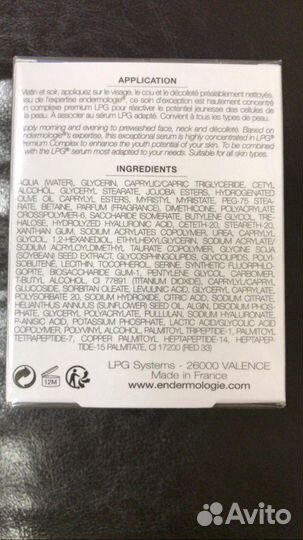 APPLICATION
Matin et soir, appliquez sur le visage, le cou et le décolleté préalablement nettoyés.
eau de l'expertise endermologie®, ce soin d'exception est hautement concentré
en complexe premium LPG pour réactiver le potentiel jeunesse des cellules de
la peau. A associer au sérum LPG adapté. Convient à tous les types de peau.
Apply morning and evening to prewashed face, neck and décolleté. Based on
endermologie®'s expertise, this exceptional serum is highly concentrated in LPG®
Premium Complex to enhance the youth potential of your skin. To be combined
with the LPG® serum most adapted to your needs. Suitable for all skin types.
INGREDIENTS
AQUA (WATER), GLYCERIN, CAPRYLIC/CAPRIC TRIGLYCERIDE, CETYL
ALCOHOL, GLYCERYL STEARATE, JOJOBA ESTERS, HYDROGENATED
OLIVE OIL CAPRYLYL ESTERS, MYRISTYL MYRISTATE, PEG-75 STEA
RATE, BETAINE, PARFUM (FRAGRANCE), DIMETHICONE, POLYACRYLATE
CROSSPOLYMER-6, SACCHARIDE ISOMERATE, BUTYLENE GLYCOL, TRE-
HALOSE, HYDROLYZED HYALURONIC ACID, CETETH-20, STEARETH-20,
XANTHAN GUM, SODIUM ACRYLATES COPOLYMER, UREA, CAPRYLYL
GLYCOL, 1,2-HEXANEDIOL, ETHYLHEXYLGLYCERIN, SODIUM ACRYLATE/
SODIUM ACRYLOYLDIMETHYL TAURATE COPOLYMER, GLYCINE SOJA
(SOYBEAN) SEED EXTRACT, GLYCOSPHINGOLIPIDS, GLYCOLIPIDS, POLY-
ISOBUTENE, LECITHIN, TOCOPHEROL, SERINE, SYNTHETIC FLUORPHLO-
GOPITE, BIOSACCHARIDE GUM-1, PENTYLENE GLYCOL, CARBOMER,
T-BUTYL ALCOHOL, CI 77891 (TITANIUM DIOXIDE), CAPRYLYL/CAPRYL
GLUCOSIDE, SORBITAN OLEATE, LEVULINIC ACID, GLYCERYL CAPRYLATE,
POLYSORBATE 20, SODIUM HYDROXIDE, CITRIC ACID, SODIUM CITRATE,
HELIANTHUS ANNUUS (SUNFLOWER) SEED OIL, ALGIN, DISODIUM PHOS-
PHATE, GLYCERYL POLYACRYLATE, PULLULAN, SODIUM HYALURONATE,
P-ANISIC ACID, POTASSIUM PHOSPHATE, LACTIC ACID/GLYCOLIC ACID
COPOLYMER, POLYVINYL ALCOHOL, PALMITOYL TRIPEPTIDE-1, PALMITOYL
TETRAPEPTIDE-7, COPPER PALMITOYL HEPTAPEPTIDE-14, HEPTAPEP-
TIDE-15 PALMITATE, CI 17200 (RED 33)
12M
LPG Systems - 26000 VALENCE
Made in France
www.endermologie.com
Avito